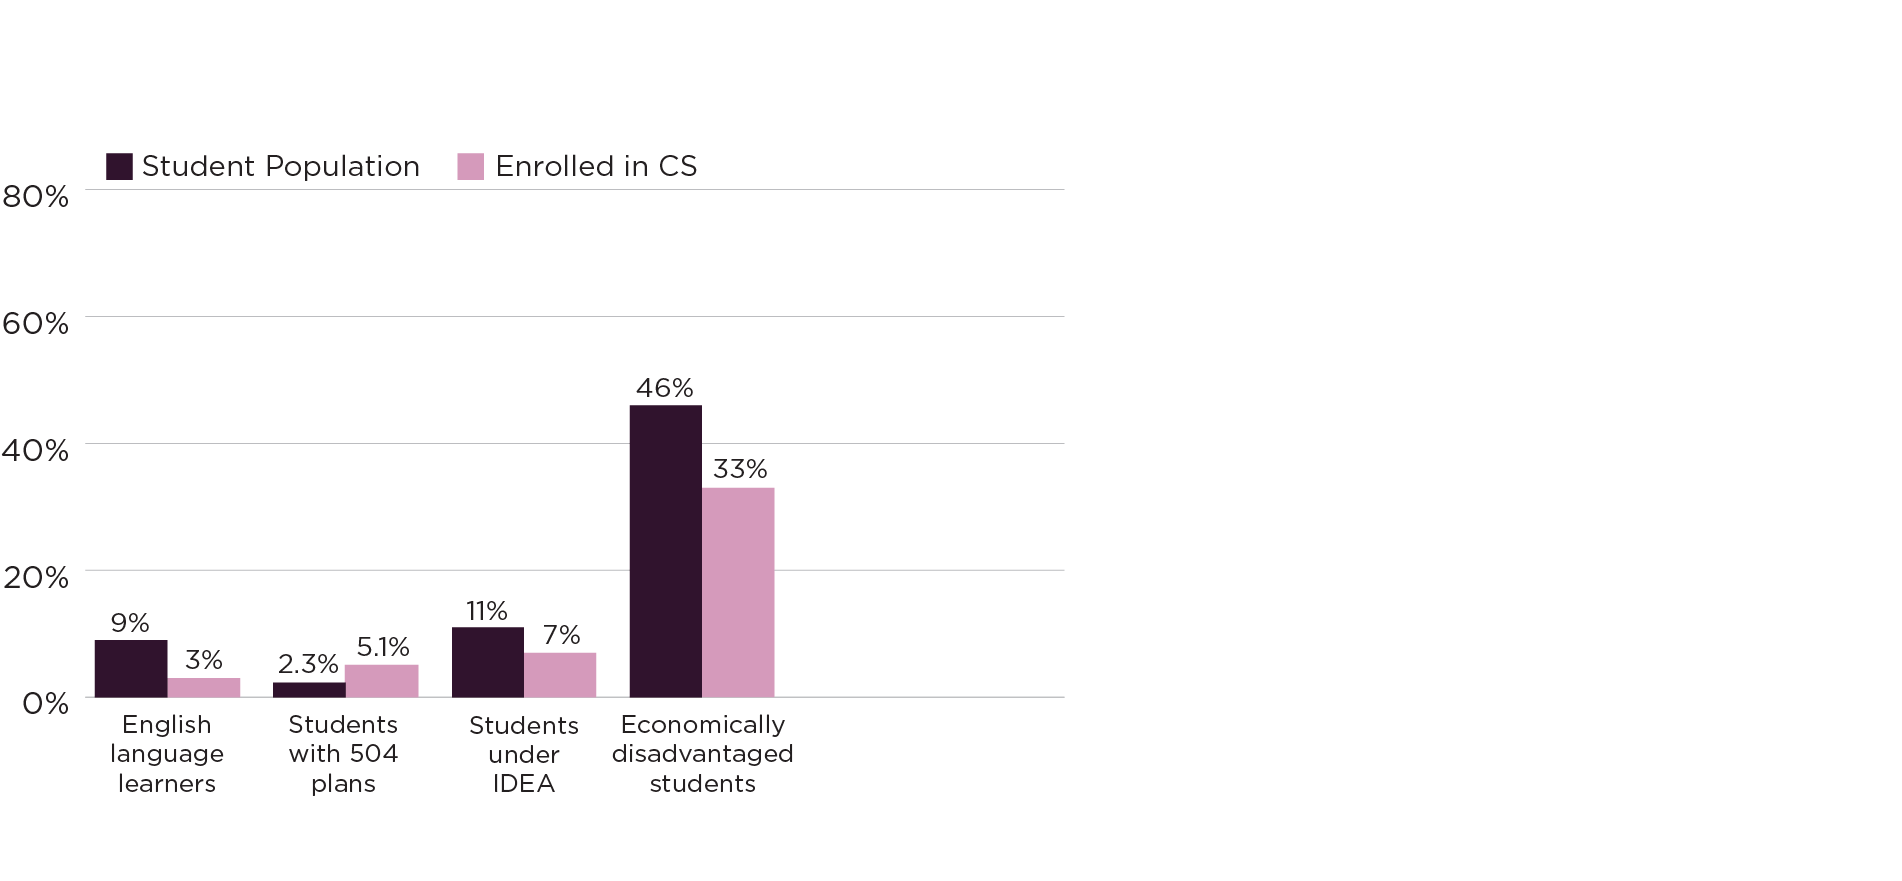 Student Population
Enrolled in CS
80%
60%
40%
20%
0%
9%
3%
2.3%
5.1%
11%
7%
46%
33%
English
language
learners
Students
with 504
plans
Students
under
IDEA
Economically
disadvantaged
students